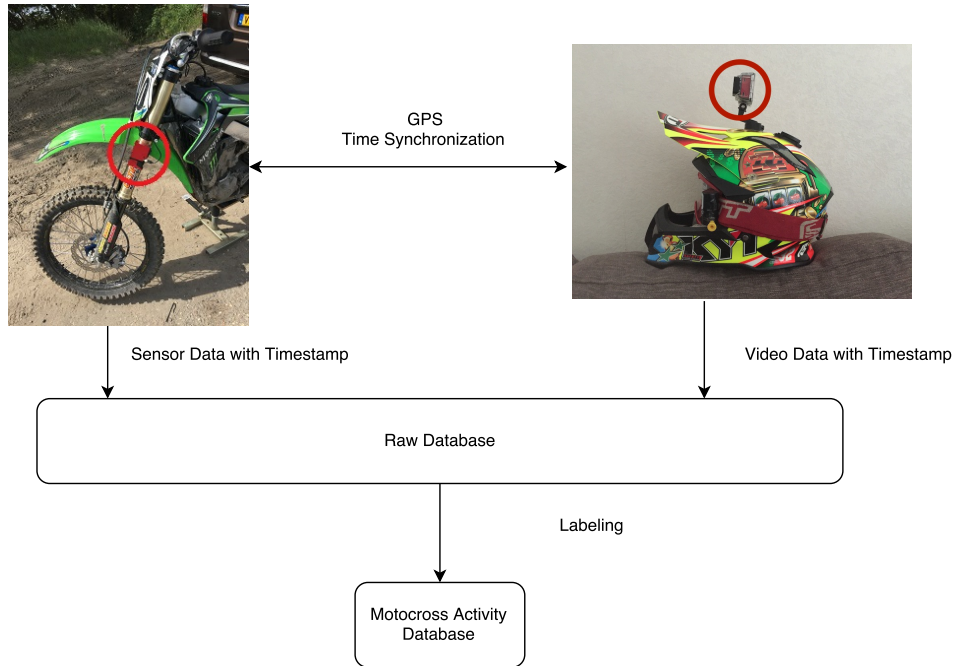 GPS
Time Synchronization
Sensor Data with Timestamp
Video Data with Timestamp
Raw Database
Labeling
Motocross Activity
Database